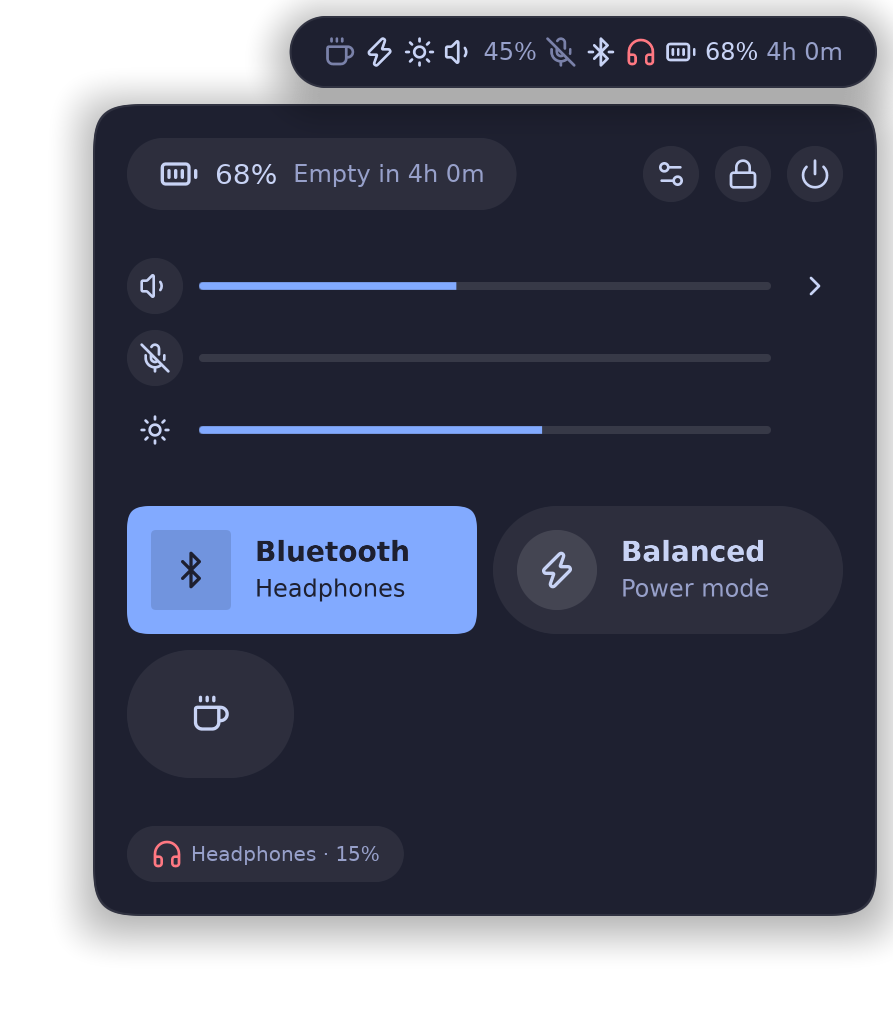 45% 68% 4h 0m
68% Empty in 4h 0m
Bluetooth
Headphones
Balanced
Power mode
Headphones · 15%